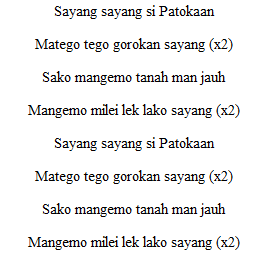 Sayang sayang si Patokaan
Matego tego gorokan sayang (x2)
Sako mangemo tanah man jauh
Mangemo milei lek lako sayang (x2)
Sayang sayang si Patokaan
Matego tego gorokan sayang (x2)
Sako mangemo tanah man jauh
Mangemo milei lek lako sayang (x2)